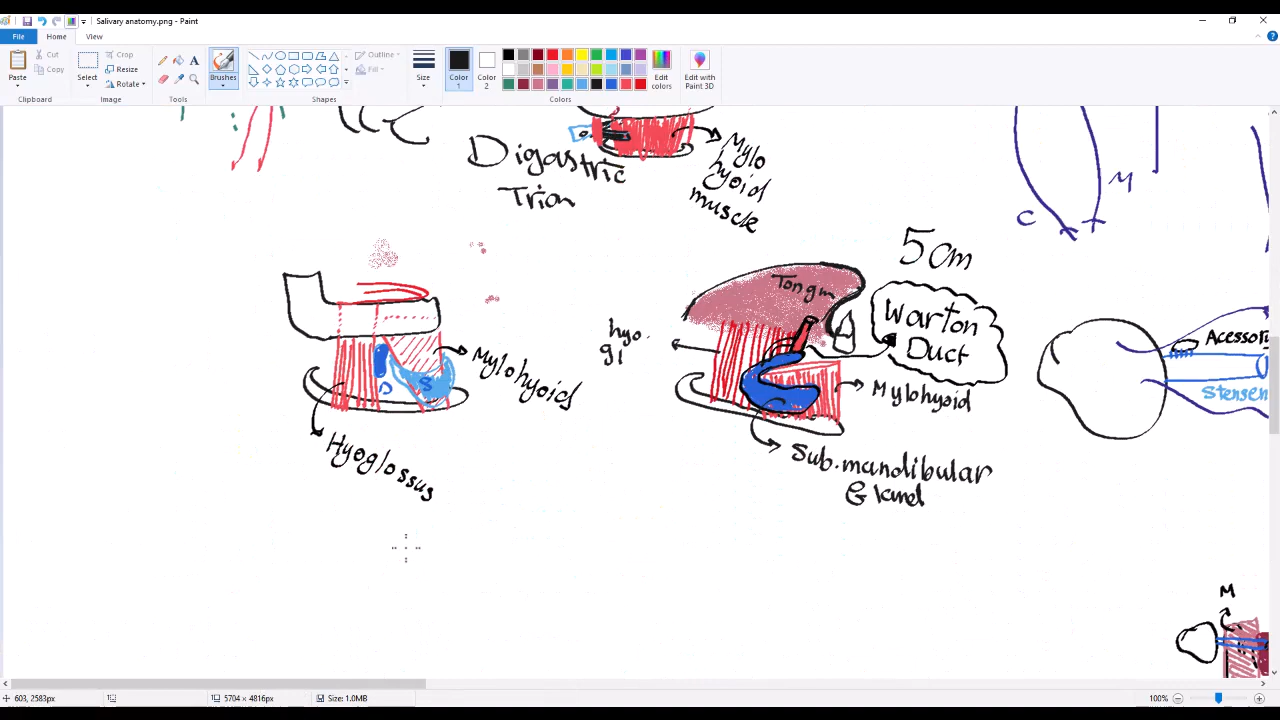 Salivary anatomy.png - Paint
File
Home
View
Paste
Cut
Copy
Clipboard
Select
Crop
Resize
Rotate
Image
Tools
Brushes
Outline
Fill
Shapes
Size
Color
1
Color
2
Edit
colors
Edit with
Paint 3D
Colors
Digastric
Trion
Mylo
hyoid
muscle
C
M
5 cm
Tong
hyo.
gl
Warton
Duct
Mylohyoid
Sub.mandibular
Gland
Mylohyoids
D
S
Hyoglossus
Acessory
Stensen
M
603, 2583px
5704 × 4816px
Size: 1.0MB
100%